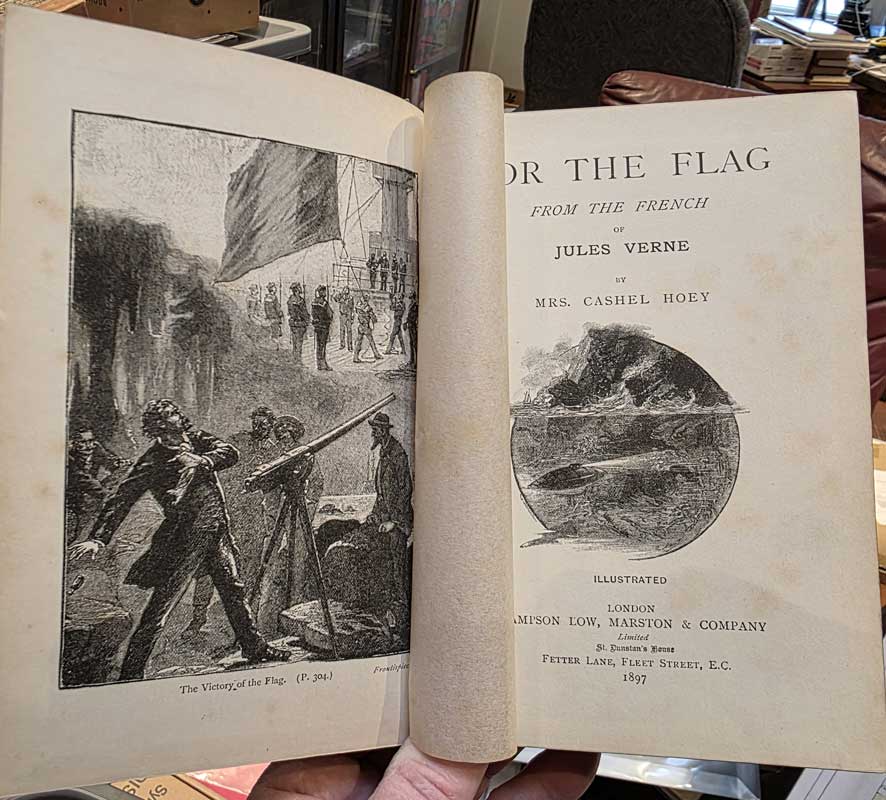 The Victory of the Flag. (P. 304.)
Frontispiec
OR THE FLAG
FROM THE FRENCH
OF
JULES VERNE
BY
MRS. CASHEL HOEY
ILLUSTRATED
LONDON
AMPSON LOW, MARSTON & COMPANY
Limited
St. Dunstan's House
FETTER LANE, FLEET STREET, E.C.
1897